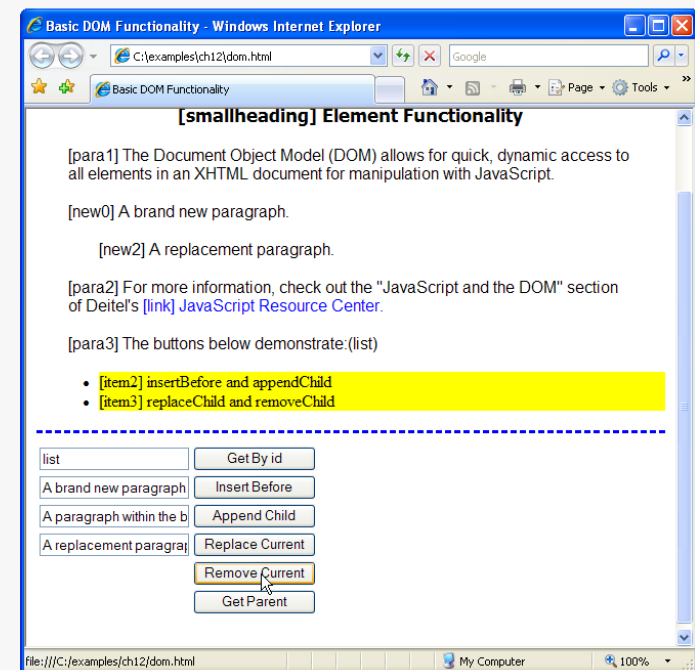 Basic DOM Functionality - Windows Internet Explorer
C:\examples\ch12\dom.html
Google
Basic DOM Functionality
Page
Tools
»
[smallheading] Element Functionality
[para1] The Document Object Model (DOM) allows for quick, dynamic access to
all elements in an XHTML document for manipulation with JavaScript.
[new0] A brand new paragraph.
[new2] A replacement paragraph.
[para2] For more information, check out the "JavaScript and the DOM" section
of Deitel's [link] JavaScript Resource Center.
[para3] The buttons below demonstrate:(list)
• [item2] insertBefore and appendChild
• [item3] replaceChild and removeChild
list Get By id
A brand new paragraph Insert Before
A paragraph within the b Append Child
A replacement paragrap Replace Current
Remove Current
Get Parent
file:///C:/examples/ch12/dom.html My Computer 100%